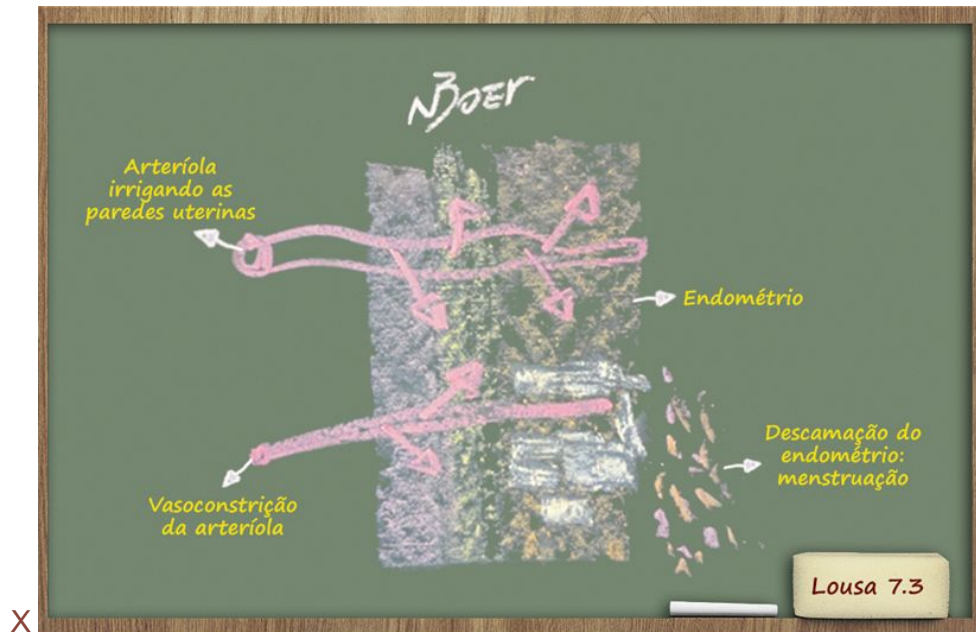 NBoer
Arteríola
irrigando as
paredes uterinas
Endométrio
Descamação do
endométrio:
menstruação
Vasoconstrição
da arteríola
Lousa 7.3
X